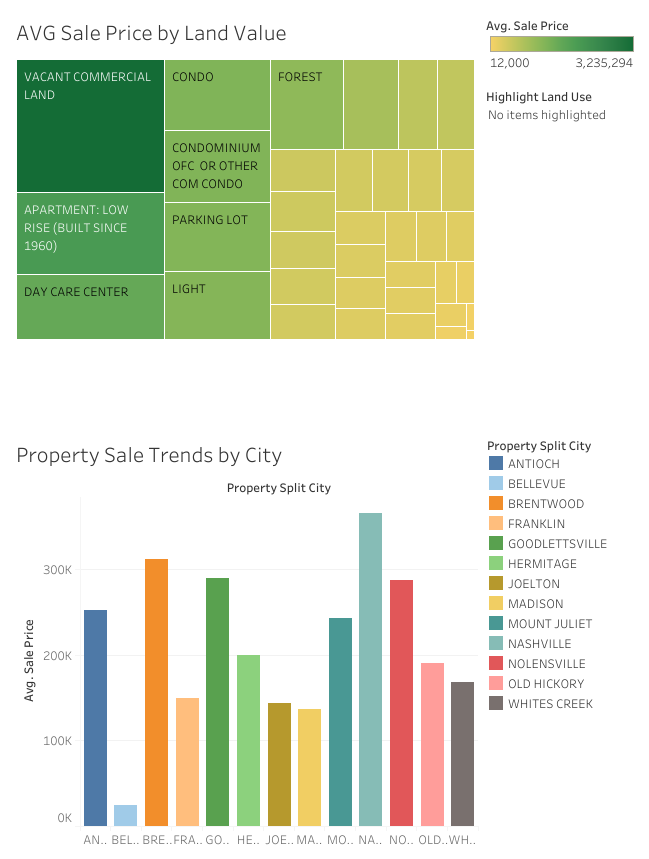 AVG Sale Price by Land Value
Avg. Sale Price
12,000 3,235,294
Highlight Land Use
No items highlighted
VACANT COMMERCIAL
LAND
APARTMENT: LOW
RISE (BUILT SINCE
1960)
DAY CARE CENTER
CONDO
CONDOMINIUM
OFC OR OTHER
COM CONDO
PARKING LOT
LIGHT
FOREST
Property Sale Trends by City
Property Split City
Avg. Sale Price
300K
200K
100K
0K
AN.. BEL.. BRE.. FRA.. GO.. HE.. JOE.. MA.. MO.. NA.. NO.. OLD.. WH..
Property Split City
ANTIOCH
BELLEVUE
BRENTWOOD
FRANKLIN
GOODLETTSVILLE
HERMITAGE
JOELTON
MADISON
MOUNT JULIET
NASHVILLE
NOLENSVILLE
OLD HICKORY
WHITES CREEK